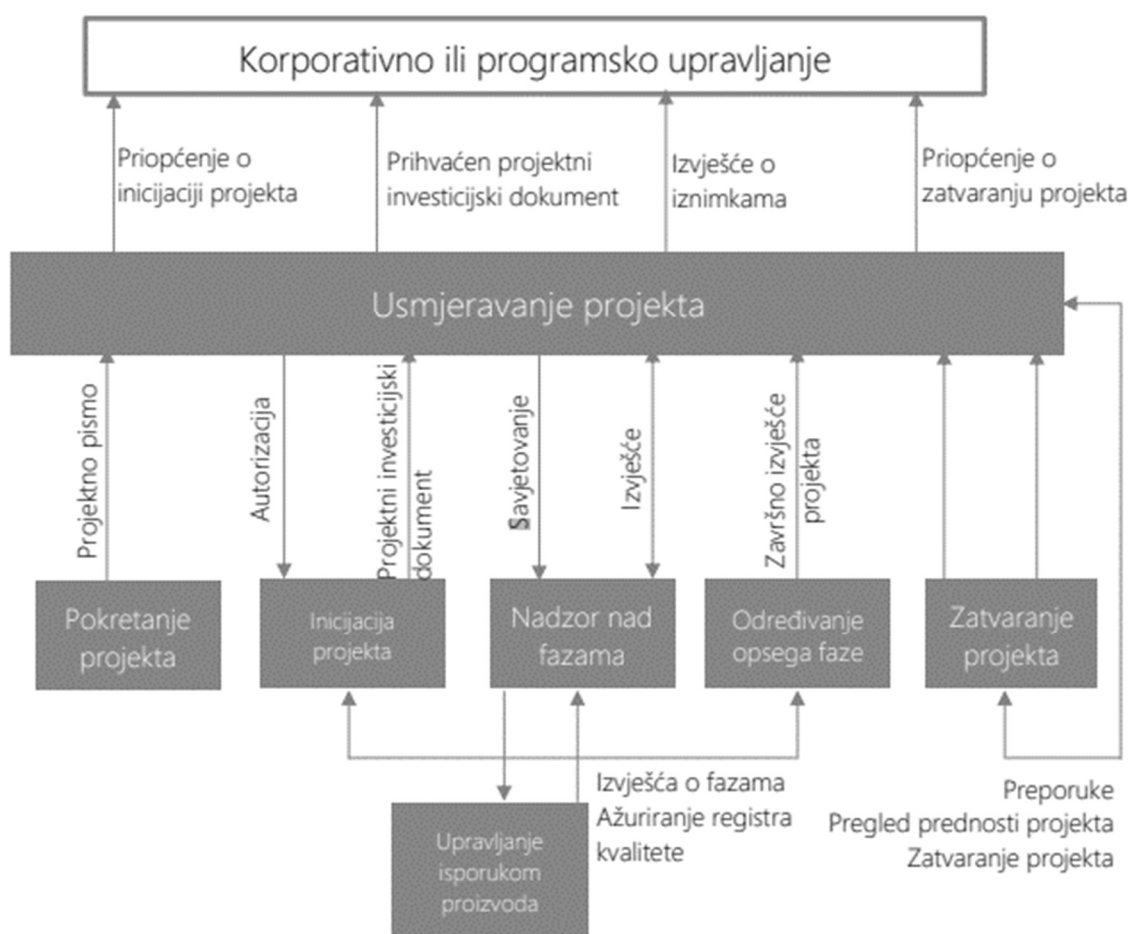 Korporativno ili programsko upravljanje
Priopćenje o
inicijaciji projekta
Prihvaćen projektni
investicijski dokument
Izvješće o
iznimkama
Priopćenje o
zatvaranju projekta
Usmjeravanje projekta
Projektno pismo
Autorizacija
Projektni investicijski
dokument
Savjetovanje
Izvješće
Završno izvješće
projekta
Pokretanje
projekta
Inicijacija
projekta
Nadzor nad
fazama
Određivanje
opsega faze
Zatvaranje
projekta
Izvješća o fazama
Ažuriranje registra
kvalitete
Preporuke
Pregled prednosti projekta
Zatvaranje projekta
Upravljanje
isporukom
proizvoda